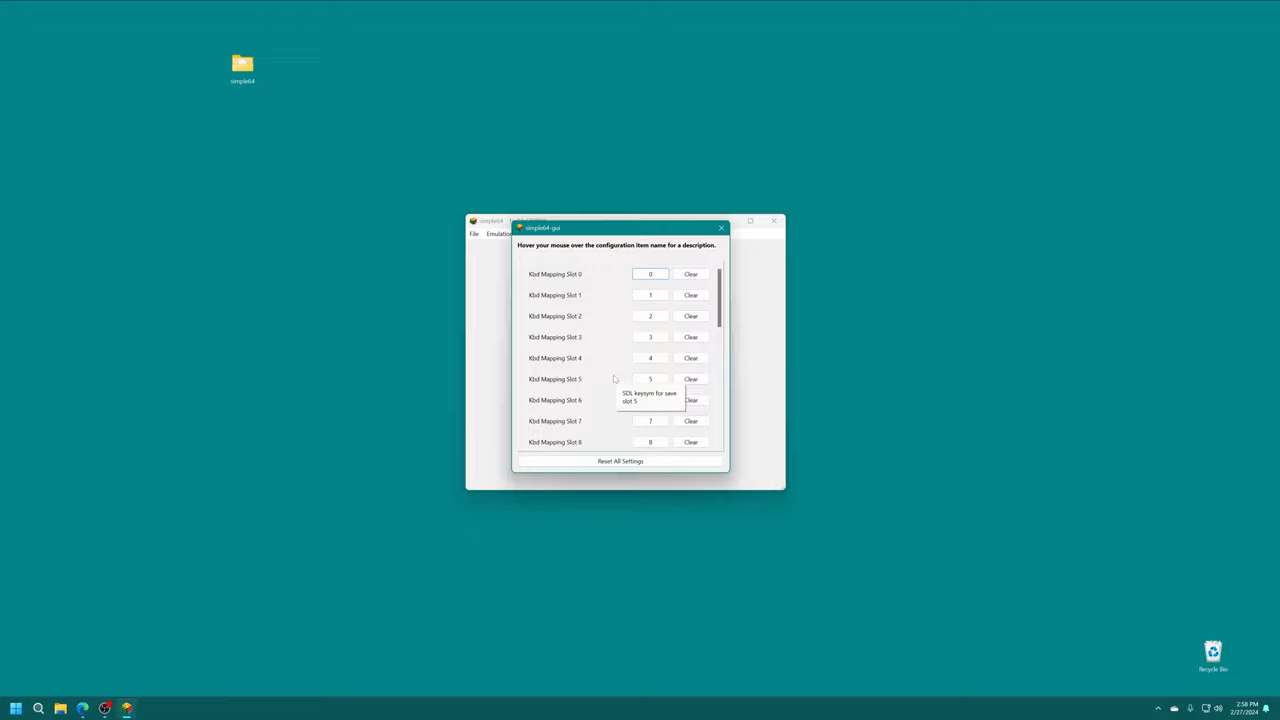 simple64
simple64
simple64-gui
File
Emulation
Hover your mouse over the configuration item name for a description.
Kbd Mapping Slot 0
0
Clear
Kbd Mapping Slot 1
1
Clear
Kbd Mapping Slot 2
2
Clear
Kbd Mapping Slot 3
3
Clear
Kbd Mapping Slot 4
4
Clear
Kbd Mapping Slot 5
5
Clear
SDL keysym for save
slot 5
Kbd Mapping Slot 6
Clear
Kbd Mapping Slot 7
7
Clear
Kbd Mapping Slot 8
8
Clear
Reset All Settings
Recycle Bin
2:58 PM
2/27/2024